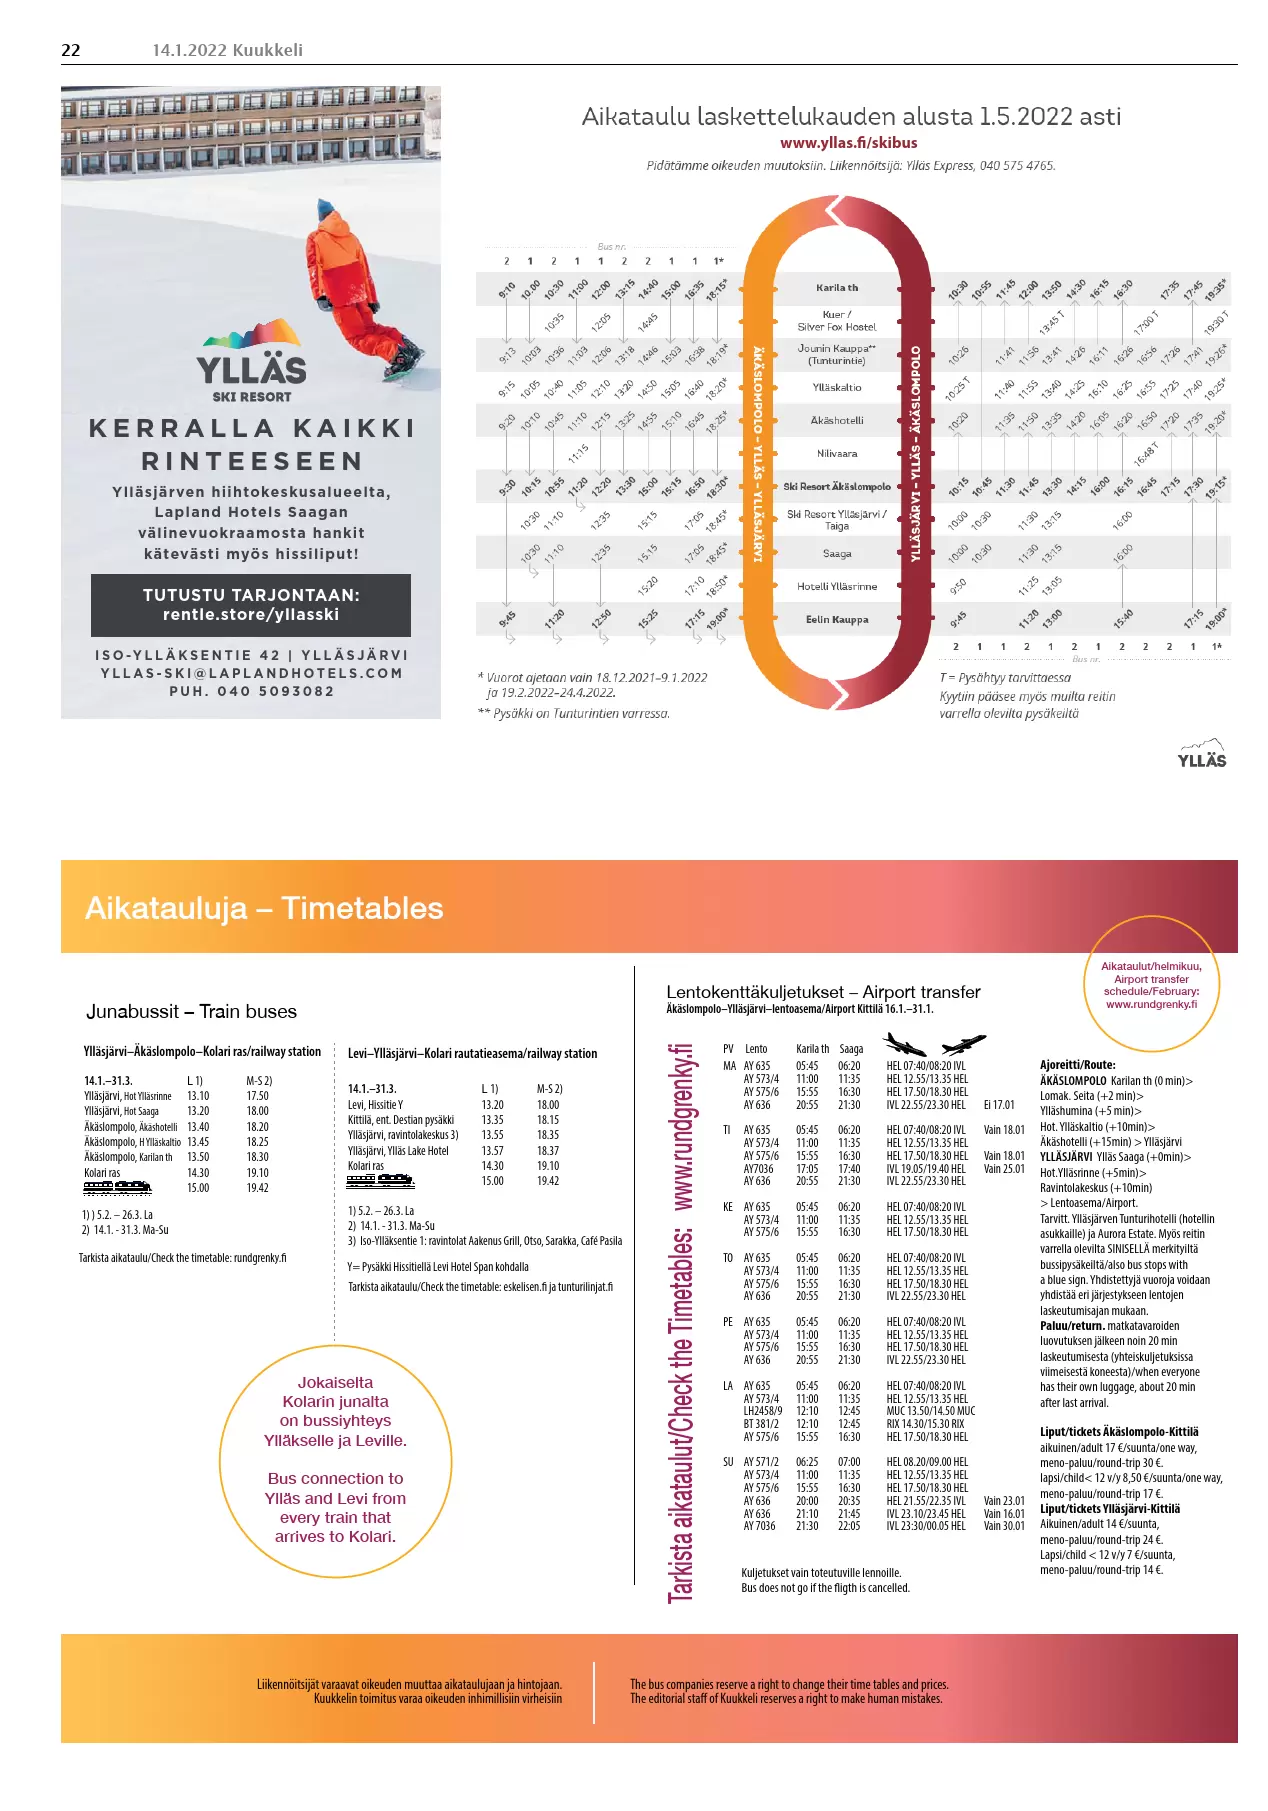 22 14.1.2022 Kuukkeli
YLLÄS
SKI RESORT
KERRALLA KAIKKI
RINTEESEEN
Ylläsjärven hiihtokeskusalueelta,
Lapland Hotels Saagan
välinevuokraamosta hankit
kätevästi myös hissiliput!
TUTUSTU TARJONTAAN:
rentle.store/yllasski
ISO-YLLÄKSENTIE 42 | YLLÄSJÄRVI
YLLAS-SKI@LAPLANDHOTELS.COM
PUH. 040 5093082
Aikataulu laskettelukauden alusta 1.5.2022 asti
www.yllas.fi/skibus
Pidätämme oikeuden muutoksiin. Liikennöitsijä: Ylläs Express, 040 575 4765.
Bus nr.
2 1 2 1 1 2 2 1 1 1*
9:10 10.00 10:30 11:00 12:00 13:15 14:40 15:00 16:35 18:15* Karila th 10:30 10:55 11:45 12:00 13:50 14:30 16:15 16:30 17:35 17:45 19:35*
10:35 12:05 14:45 Kuer / Silver Fox Hostel 13:45 T 17:00 T 19:30 T
9:13 10:03 10:36 11:03 12:06 13:18 14:46 15:03 16:38 18:19* Jounin Kauppa** (Tunturintie) 10:26 11:41 11:56 13:41 14:26 16:11 16:26 16:56 17:26 17:41 19:26*
9:15 10:05 10:40 11:05 12:10 13:20 14:50 15:05 16:40 18:20* Ylläskaltio 10:25 T 11:40 11:55 13:40 14:25 16:10 16:25 16:55 17:25 17:40 19:25*
9:20 10:10 10:45 11:10 12:15 13:25 14:55 15:10 16:45 18:25* Äkäshotelli 10:20 11:35 11:50 13:35 14:20 16:05 16:20 16:50 17:20 17:35 19:20*
11:15 Nilivaara 16:48 T
9:30 10:15 10:55 11:20 12:20 13:30 15:00 15:15 16:50 18:30* Ski Resort Äkäslompolo 10:15 10:45 11:30 11:45 13:30 14:15 16:00 16:15 16:45 17:15 17:30 19:15*
10:30 11:10 12:35 15:15 17:05 18:45* Ski Resort Ylläsjärvi / Taiga 10:00 10:30 11:30 13:15 16:00
10:30 11:10 12:35 15:15 17:05 18:45* Saaga 10:00 10:30 11:30 13:15 16:00
15:20 17:10 18:50* Hotelli Ylläsrinne 9:50 11:25 13:05
9:45 11:20 12:50 15:25 17:15 19:00* Eelin Kauppa 9:45 11:20 13:00 15:40 17:15 19:00*
2 1 1 2 1 2 1 2 2 2 1 1*
Bus nr.
ÄKÄSLOMPOLO – YLLÄS – YLLÄSJÄRVI
YLLÄSJÄRVI – YLLÄS – ÄKÄSLOMPOLO
* Vuorot ajetaan vain 18.12.2021–9.1.2022
ja 19.2.2022–24.4.2022.
** Pysäkki on Tunturintien varressa.
T = Pysähtyy tarvittaessa
Kyytiin pääsee myös muilta reitin
varrella olevilta pysäkeiltä
YLLÄS
Aikatauluja – Timetables
Aikataulut/helmikuu,
Airport transfer
schedule/February:
www.rundgrenky.fi
Junabussit – Train buses
Ylläsjärvi–Äkäslompolo–Kolari ras/railway station
14.1.–31.3. L 1) M-S 2)
Ylläsjärvi, Hot Ylläsrinne 13.10 17.50
Ylläsjärvi, Hot Saaga 13.20 18.00
Äkäslompolo, Äkäshotelli 13.40 18.20
Äkäslompolo, H Ylläskaltio 13.45 18.25
Äkäslompolo, Karilan th 13.50 18.30
Kolari ras 14.30 19.10
15.00 19.42
1) ) 5.2. – 26.3. La
2) 14.1. - 31.3. Ma-Su
Tarkista aikataulu/Check the timetable: rundgrenky.fi
Levi–Ylläsjärvi–Kolari rautatieasema/railway station
14.1.–31.3. L 1) M-S 2)
Levi, Hissitie Y 13.20 18.00
Kittilä, ent. Destian pysäkki 13.35 18.15
Ylläsjärvi, ravintolakeskus 3) 13.55 18.35
Ylläsjärvi, Ylläs Lake Hotel 13.57 18.37
Kolari ras 14.30 19.10
15.00 19.42
1) 5.2. – 26.3. La
2) 14.1. - 31.3. Ma-Su
3) Iso-Ylläksentie 1: ravintolat Aakenus Grill, Otso, Sarakka, Café Pasila
Y= Pysäkki Hissitiellä Levi Hotel Span kohdalla
Tarkista aikataulu/Check the timetable: eskelisen.fi ja tunturilinjat.fi
Jokaiselta
Kolarin junalta
on bussiyhteys
Ylläkselle ja Leville.
Bus connection to
Ylläs and Levi from
every train that
arrives to Kolari.
Lentokenttäkuljetukset – Airport transfer
Äkäslompolo–Ylläsjärvi–lentoasema/Airport Kittilä 16.1.–31.1.
Tarkista aikataulut/Check the Timetables: www.rundgrenky.fi
PV Lento Karila th Saaga
MA AY 635 05:45 06:20 HEL 07:40/08:20 IVL
AY 573/4 11:00 11:35 HEL 12.55/13.35 HEL
AY 575/6 15:55 16:30 HEL 17.50/18.30 HEL
AY 636 20:55 21:30 IVL 22.55/23.30 HEL Ei 17.01
TI AY 635 05:45 06:20 HEL 07:40/08:20 IVL Vain 18.01
AY 573/4 11:00 11:35 HEL 12.55/13.35 HEL
AY 575/6 15:55 16:30 HEL 17.50/18.30 HEL Vain 18.01
AY7036 17:05 17:40 IVL 19.05/19.40 HEL Vain 25.01
AY 636 20:55 21:30 IVL 22.55/23.30 HEL
KE AY 635 05:45 06:20 HEL 07:40/08:20 HEL
AY 573/4 11:00 11:35 HEL 12.55/13.35 HEL
AY 575/6 15:55 16:30 HEL 17.50/18.30 HEL
TO AY 635 05:45 06:20 HEL 07:40/08:20 IVL
AY 573/4 11:00 11:35 HEL 12.55/13.35 HEL
AY 575/6 15:55 16:30 HEL 17.50/18.30 HEL
AY 636 20:55 21:30 IVL 22.55/23.30 HEL
PE AY 635 05:45 06:20 HEL 07:40/08:20 IVL
AY 573/4 11:00 11:35 HEL 12.55/13.35 HEL
AY 575/6 15:55 16:30 HEL 17.50/18.30 HEL
AY 636 20:55 21:30 IVL 22.55/23.30 HEL
LA AY 635 05:45 06:20 HEL 07:40/08:20 IVL
AY 573/4 11:00 11:35 HEL 12.55/13.35 HEL
LH2458/9 12:10 12:45 MUC 13.50/14.50 MUC
BT 381/2 12:10 12:45 RIX 14.30/15.30 RIX
AY 575/6 15:55 16:30 HEL 17.50/18.30 HEL
SU AY 571/2 06:25 07:00 HEL 08.20/09.00 HEL
AY 573/4 11:00 11:35 HEL 12.55/13.35 HEL
AY 575/6 15:55 16:30 HEL 17.50/18.30 HEL
AY 636 20:00 20:35 HEL 21.55/22.35 IVL Vain 23.01
AY 636 21:10 21:45 IVL 23.10/23.45 HEL Vain 16.01
AY 7036 21:30 22:05 IVL 23:30/00.05 HEL Vain 30.01
Kuljetukset vain toteutuville lennoille.
Bus does not go if the fligth is cancelled.
Ajoreitti/Route:
ÄKÄSLOMPOLO Karilan th (0 min)>
Lomak. Seita (+2 min)>
Ylläshumina (+5 min)>
Hot. Ylläskaltio (+10min)>
Äkäshotelli (+15min) > Ylläsjärvi
YLLÄSJÄRVI Ylläs Saaga (+0min)>
Hot.Ylläsrinne (+5min)>
Ravintolakeskus (+10min)
> Lentoasema/Airport.
Tarvitt. Ylläsjärven Tunturihotelli (hotellin
asukkaille) ja Aurora Estate. Myös reitin
varrella olevilta SINISELLÄ merkityiltä
bussipysäkeiltä/also bus stops with
a blue sign. Yhdistettyjä vuoroja voidaan
yhdistää eri järjestykseen lentojen
laskeutumisajan mukaan.
Paluu/return. matkatavaroiden
luovutuksen jälkeen noin 20 min
laskeutumisesta (yhteiskuljetuksissa
viimeisestä koneesta)/when everyone
has their own luggage, about 20 min
after last arrival.
Liput/tickets Äkäslompolo-Kittilä
aikuinen/adult 17 €/suunta/one way,
meno-paluu/round-trip 30 €.
lapsi/child< 12 v/y 8,50 €/suunta/one way,
meno-paluu/round-trip 17 €.
Liput/tickets Ylläsjärvi-Kittilä
Aikuinen/adult 14 €/suunta,
meno-paluu/round-trip 24 €.
Lapsi/child < 12 v/y 7 €/suunta,
meno-paluu/round-trip 14 €.
Liikennöitsijät varaavat oikeuden muuttaa aikataulujaan ja hintojaan.
Kuukkelin toimitus varaa oikeuden inhimillisiin virheisiin
The bus companies reserve a right to change their time tables and prices.
The editorial staff of Kuukkeli reserves a right to make human mistakes.